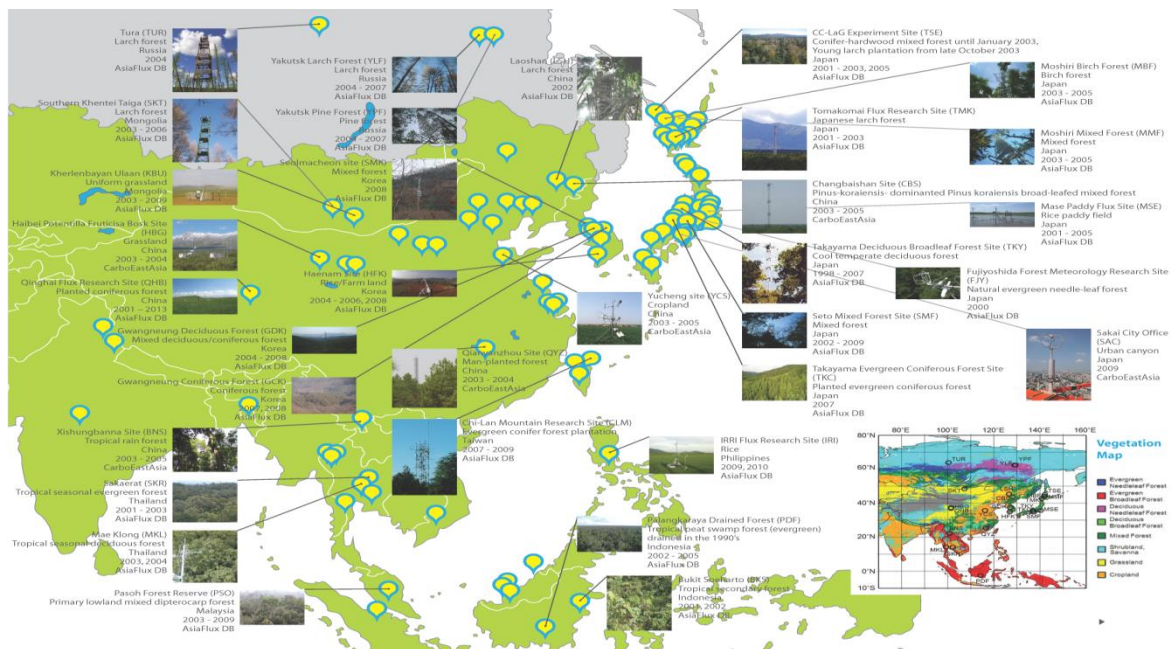 Tura (TUR)
Larch forest
Russia
2004
AsiaFlux DB
Southern Khentei Taiga (SKT)
Larch forest
Mongolia
2003 - 2006
AsiaFlux DB
Kherlenbayan Ulaan (KBU)
Uniform grassland
Mongolia
2003 - 2009
AsiaFlux DB
Haibei Potentilla Fruticisa Bosk Site
(HBG)
Grassland
China
2003 - 2004
CarboEastAsia
Qinghai Flux Research Site (QHB)
Planted coniferous forest
China
2001 – 2013
AsiaFlux DB
Gwangneung Deciduous Forest (GDK)
Mixed deciduous/coniferous forest
Korea
2004 - 2008
AsiaFlux DB
Gwangneung Coniferous Forest (GCK)
Coniferous forest
Korea
2007, 2008
AsiaFlux DB
Xishungbanna Site (BNS)
Tropical rain forest
China
2003 - 2005
CarboEastAsia
Sakaerat (SKR)
Tropical seasonal evergreen forest
Thailand
2001 - 2003
AsiaFlux DB
Mae Klong (MKL)
Tropical seasonal deciduous forest
Thailand
2003, 2004
AsiaFlux DB
Pasoh Forest Reserve (PSO)
Primary lowland mixed dipterocarp forest
Malaysia
2003 - 2009
AsiaFlux DB
Yakutsk Larch Forest (YLF)
Larch forest
Russia
2004 - 2007
AsiaFlux DB
Yakutsk Pine Forest (YPF)
Pine forest
Russia
2007
AsiaFlux DB
Seolmacheon site (SMK)
Mixed forest
Korea
2008
AsiaFlux DB
Haenam Site (HFK)
Rice/Farm land
Korea
2004 - 2006, 2008
AsiaFlux DB
Qianyanzhou Site (QYZ)
Man-planted forest
China
2003 - 2004
CarboEastAsia
Chi-Lan Mountain Research Site (CLM)
Evergreen conifer forest plantation
Taiwan
2007 - 2009
AsiaFlux DB
Laoshan (LSH)
Larch forest
China
2002
AsiaFlux DB
Yucheng site (YCS)
Cropland
China
2003 - 2005
CarboEastAsia
IRRI Flux Research Site (IRI)
Rice
Philippines
2009, 2010
AsiaFlux DB
Palangkaraya Drained Forest (PDF)
Tropical peat swamp forest (evergreen)
drained in the 1990's
Indonesia
2002 - 2005
AsiaFlux DB
Bukit Soeharto (BKS)
Tropical secondary forest
Indonesia
2001, 2002
AsiaFlux DB
CC-LaG Experiment Site (TSE)
Conifer-hardwood mixed forest until January 2003,
Young larch plantation from late October 2003
Japan
2001 - 2003, 2005
AsiaFlux DB
Tomakomai Flux Research Site (TMK)
Japanese larch forest
Japan
2001 - 2003
AsiaFlux DB
Changbaishan Site (CBS)
Pinus-koraiensis- dominanted Pinus koraiensis broad-leafed mixed forest
China
2003 - 2005
CarboEastAsia
Takayama Deciduous Broadleaf Forest Site (TKY)
Cool temperate deciduous forest
Japan
1998 - 2007
AsiaFlux DB
Seto Mixed Forest Site (SMF)
Mixed forest
Japan
2002 - 2009
AsiaFlux DB
Takayama Evergreen Coniferous Forest Site
(TKC)
Planted evergreen coniferous forest
Japan
2007
AsiaFlux DB
Moshiri Birch Forest (MBF)
Birch forest
Japan
2003 - 2005
AsiaFlux DB
Moshiri Mixed Forest (MMF)
Mixed forest
Japan
2003 - 2005
AsiaFlux DB
Mase Paddy Flux Site (MSE)
Rice paddy field
Japan
2001 - 2005
AsiaFlux DB
Fujiyoshida Forest Meteorology Research Site
(FJY)
Natural evergreen needle-leaf forest
Japan
2000
AsiaFlux DB
Sakai City Office
(SAC)
Urban canyon
Japan
2009
CarboEastAsia
80°E 100°E 120°E 140°E 160°E
80°N
60°N
40°N
20°N
0°
10°S
TUR
YPF
TSE
MSE
SMF
HFK
QYZ
MKL
PDF
Vegetation
Map
Evergreen
Needleleaf Forest
Evergreen
Broadleaf Forest
Deciduous
Needleleaf Forest
Deciduous
Broadleaf Forest
Mixed Forest
Shrubland,
Savanna
Grassland
Cropland